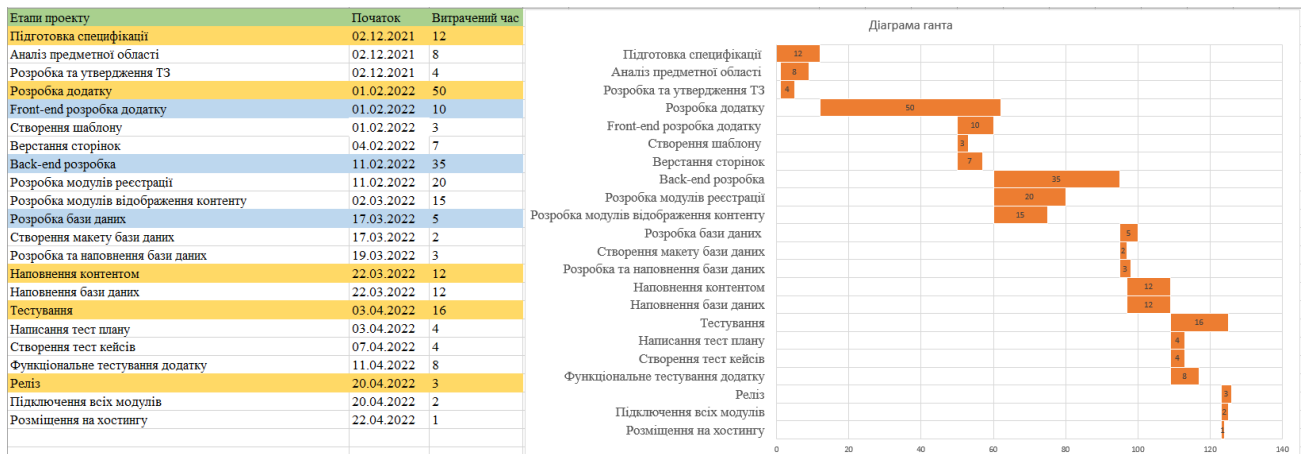 Етапи проекту Початок Витрачений час
Підготовка специфікації 02.12.2021 12
Аналіз предметної області 02.12.2021 8
Розробка та утвердження ТЗ 02.12.2021 4
Розробка додатку 01.02.2022 50
Front-end розробка додатку 01.02.2022 10
Створення шаблону 01.02.2022 3
Верстання сторінок 04.02.2022 7
Back-end розробка 11.02.2022 35
Розробка модулів реєстрації 11.02.2022 20
Розробка модулів відображення контенту 02.03.2022 15
Розробка бази даних 17.03.2022 5
Створення макету бази даних 17.03.2022 2
Розробка та наповнення бази даних 19.03.2022 3
Наповнення контентом 22.03.2022 12
Наповнення бази даних 22.03.2022 12
Тестування 03.04.2022 16
Написання тест плану 03.04.2022 4
Створення тест кейсів 07.04.2022 4
Функціональне тестування додатку 11.04.2022 8
Реліз 20.04.2022 3
Підключення всіх модулів 20.04.2022 2
Розміщення на хостингу 22.04.2022 1
Діаграма ганта
Підготовка специфікації 12
Аналіз предметної області 8
Розробка та утвердження ТЗ 4
Розробка додатку 50
Front-end розробка додатку 10
Створення шаблону 3
Верстання сторінок 7
Back-end розробка 35
Розробка модулів реєстрації 20
Розробка модулів відображення контенту 15
Розробка бази даних 5
Створення макету бази даних 2
Розробка та наповнення бази даних 3
Наповнення контентом 12
Наповнення бази даних 12
Тестування 16
Написання тест плану 4
Створення тест кейсів 4
Функціональне тестування додатку 8
Реліз 3
Підключення всіх модулів 2
Розміщення на хостингу 1
0 20 40 60 80 100 120 140